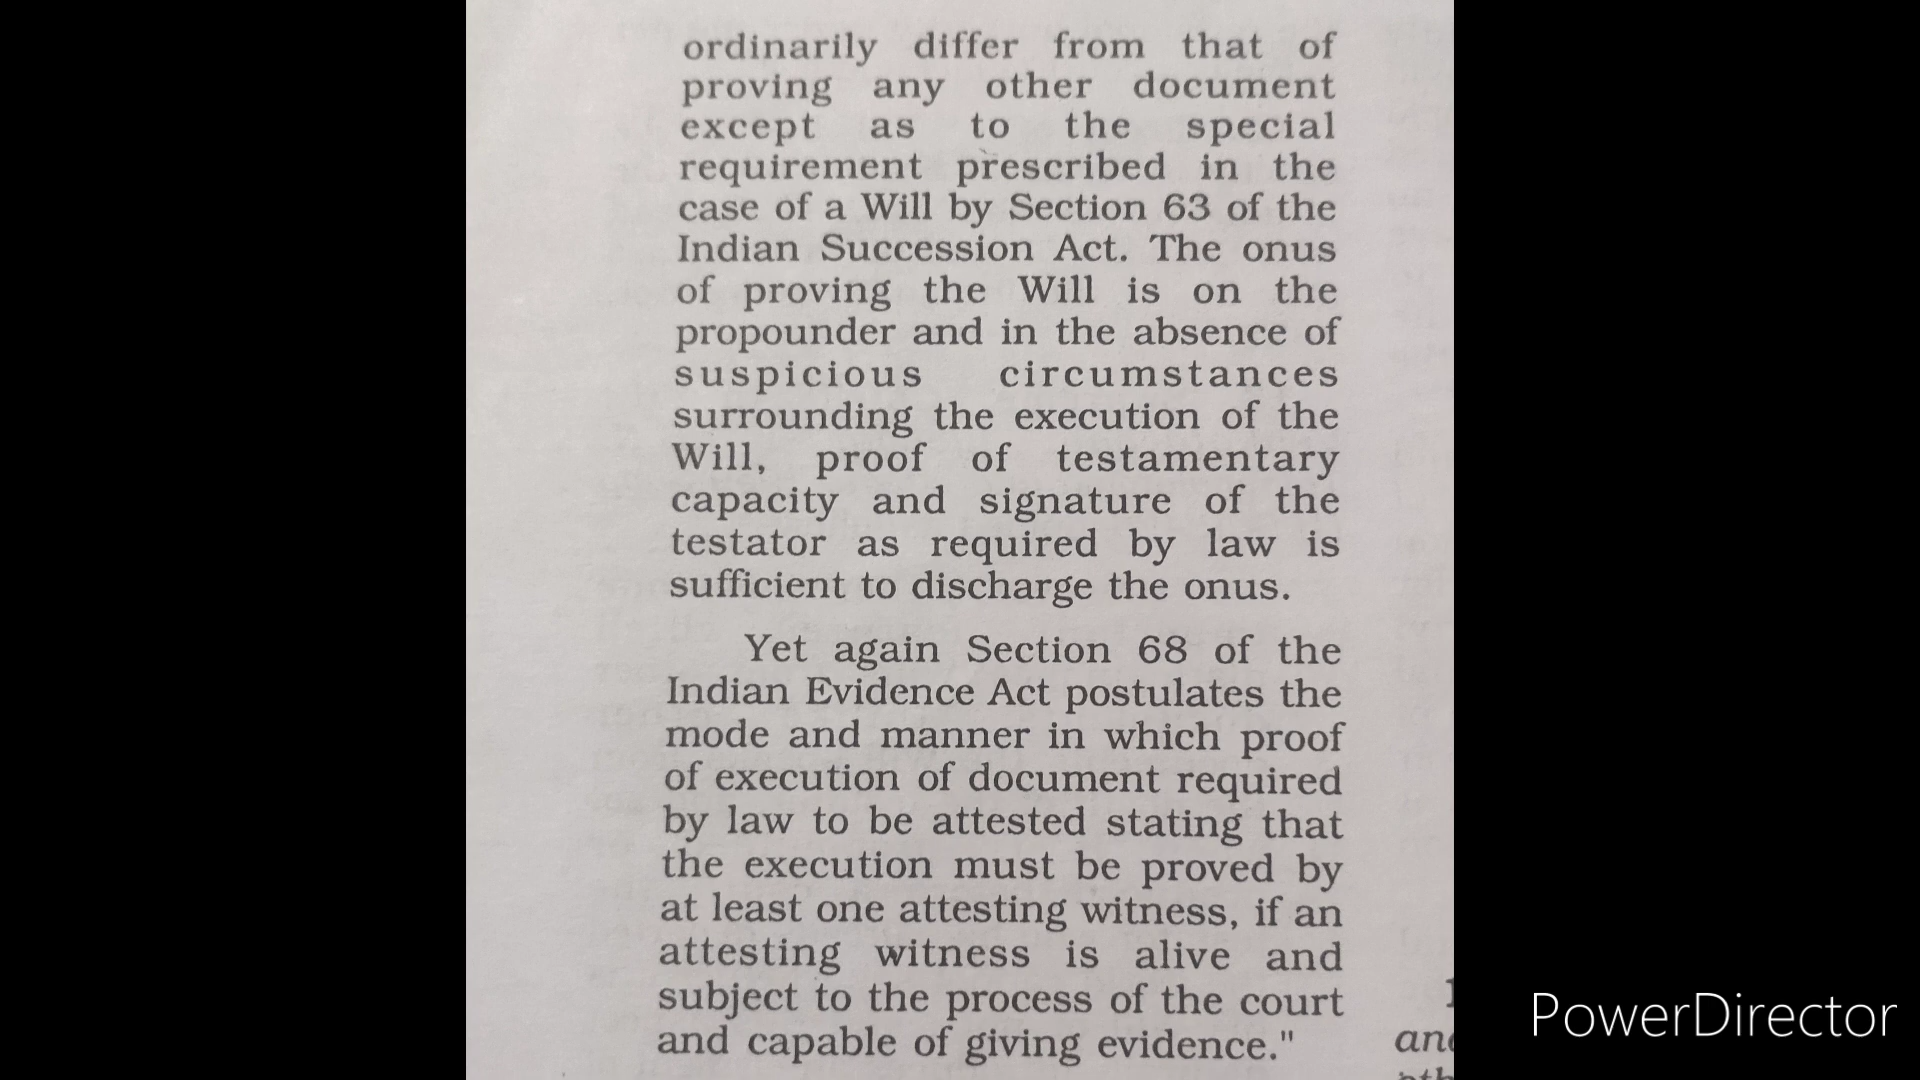 ordinarily differ from that of
proving any other document
except as to the special
requirement prescribed in the
case of a Will by Section 63 of the
Indian Succession Act. The onus
of proving the Will is on the
propounder and in the absence of
suspicious circumstances
surrounding the execution of the
Will, proof of testamentary
capacity and signature of the
testator as required by law is
sufficient to discharge the onus.
Yet again Section 68 of the
Indian Evidence Act postulates the
mode and manner in which proof
of execution of document required
by law to be attested stating that
the execution must be proved by
at least one attesting witness, if an
attesting witness is alive and
subject to the process of the court
and capable of giving evidence."
PowerDirector